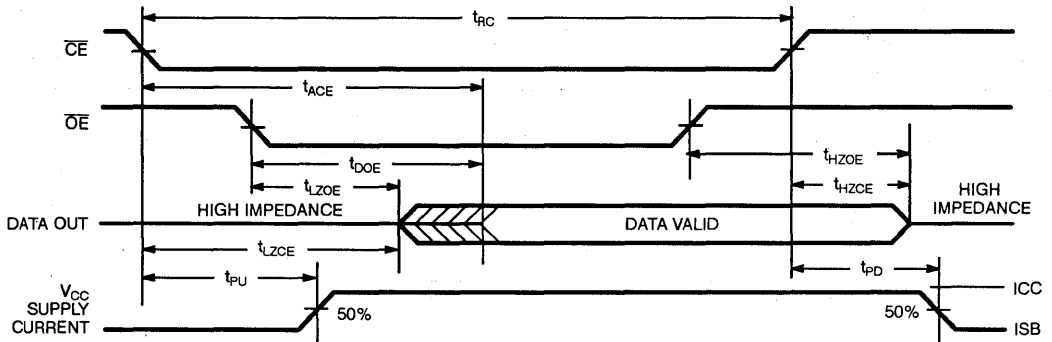 tRC
CE
tACE
OE
tDOE
tHZOE
tLZOE
tHZCE
HIGH IMPEDANCE
HIGH
IMPEDANCE
DATA OUT
DATA VALID
tLZCE
tPU
tPD
VCC
SUPPLY
CURRENT
50%
50%
ICC
ISB